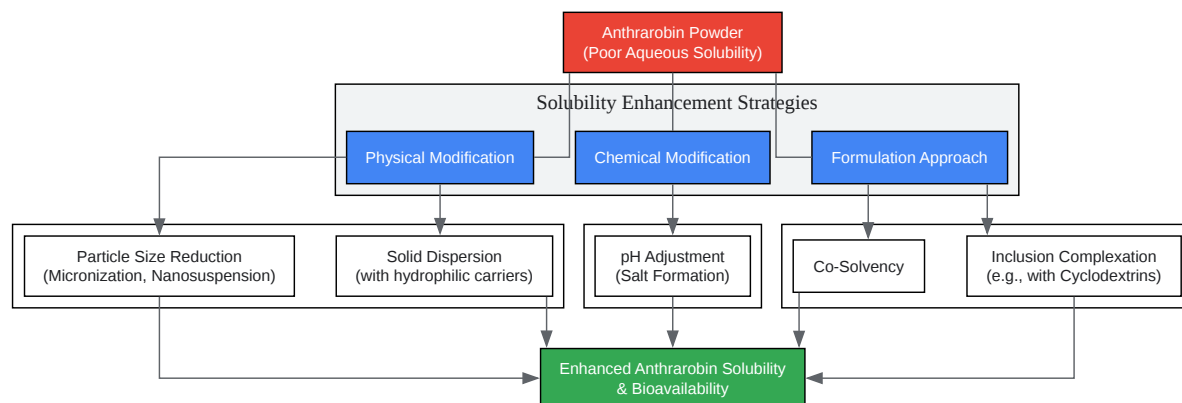 Anthrarobin Powder
(Poor Aqueous Solubility)
Solubility Enhancement Strategies
Physical Modification
Chemical Modification
Formulation Approach
Particle Size Reduction
(Micronization, Nanosuspension)
Solid Dispersion
(with hydrophilic carriers)
pH Adjustment
(Salt Formation)
Co-Solvency
Inclusion Complexation
(e.g., with Cyclodextrins)
Enhanced Anthrarobin Solubility
& Bioavailability